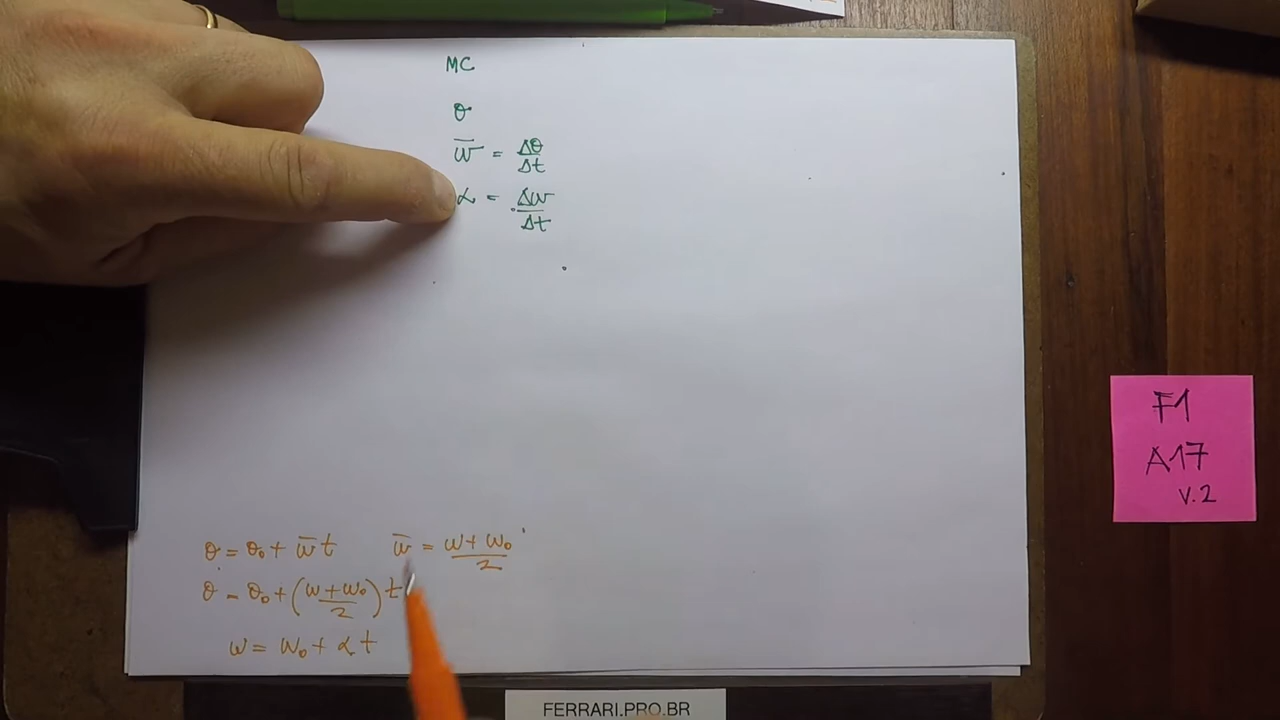 MC
θ
w̅ = Δθ/Δt
α = Δw/Δt
θ = θ₀ + w̅ t    w̅ = (w + w₀)/2
θ = θ₀ + ((w + w₀)/2) t
w = w₀ + α t
F1
A17
V.2
FERRARI.PRO.BR